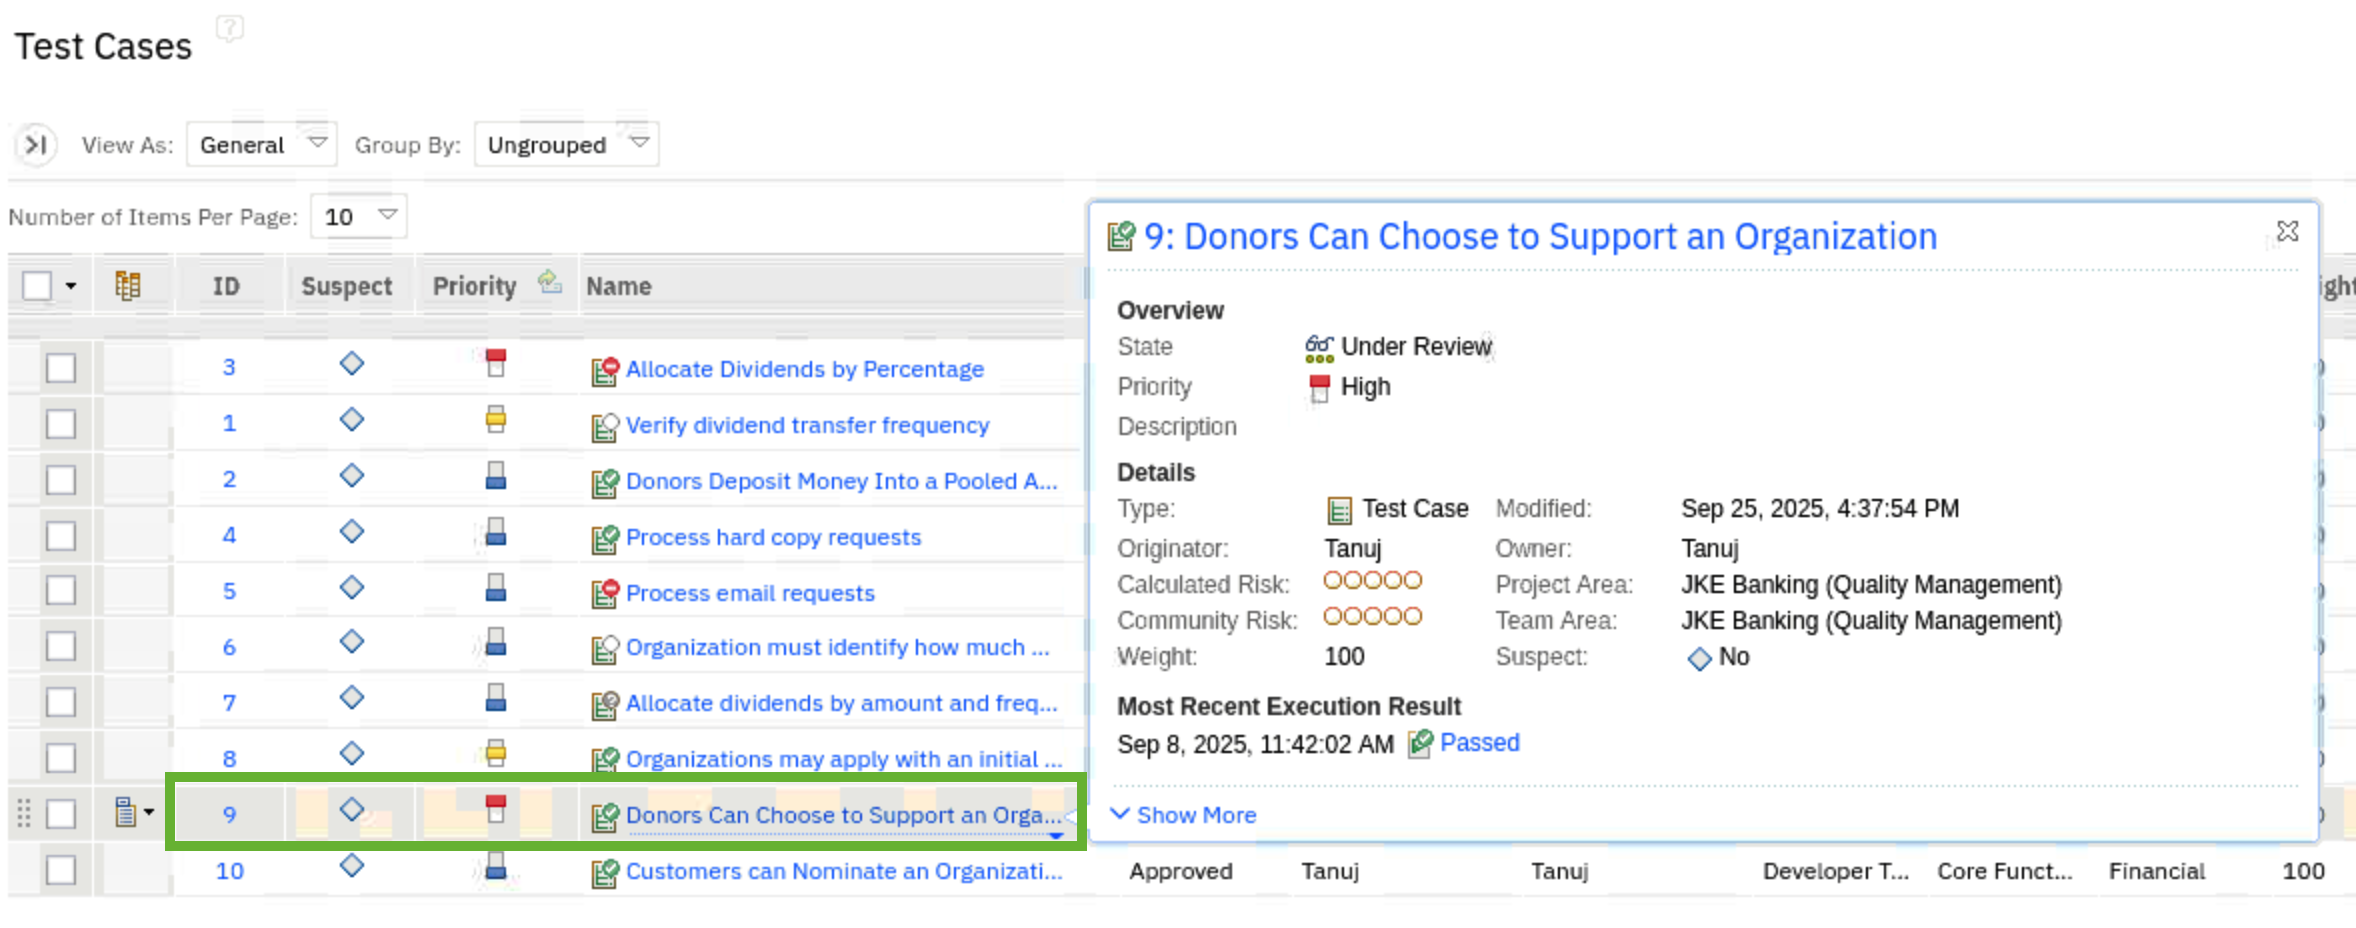 Test Cases ?
View As: General Group By: Ungrouped
Number of Items Per Page: 10
ID Suspect Priority Name
3 Allocate Dividends by Percentage
1 Verify dividend transfer frequency
2 Donors Deposit Money Into a Pooled A...
4 Process hard copy requests
5 Process email requests
6 Organization must identify how much ...
7 Allocate dividends by amount and freq...
8 Organizations may apply with an initial ...
9 Donors Can Choose to Support an Orga...
10 Customers can Nominate an Organizati... Approved Tanuj Tanuj Developer T... Core Funct... Financial 100
9: Donors Can Choose to Support an Organization
Overview
State Under Review
Priority High
Description
Details
Type: Test Case Modified: Sep 25, 2025, 4:37:54 PM
Originator: Tanuj Owner: Tanuj
Calculated Risk: Project Area: JKE Banking (Quality Management)
Community Risk: Team Area: JKE Banking (Quality Management)
Weight: 100 Suspect: No
Most Recent Execution Result
Sep 8, 2025, 11:42:02 AM Passed
Show More